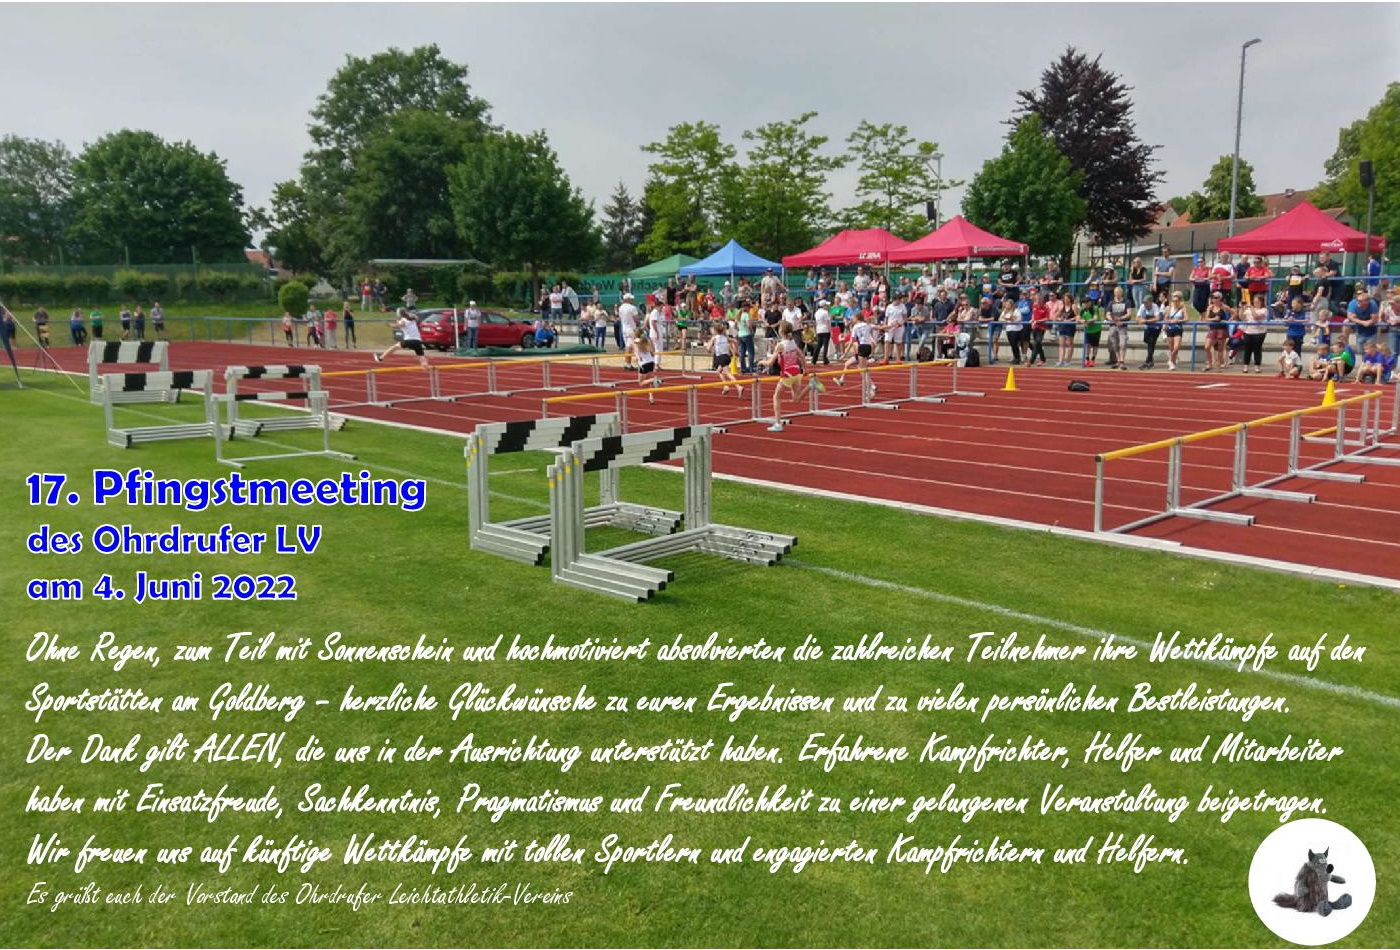 17. Pfingstmeeting
des Ohrdrufer LV
am 4. Juni 2022
Ohne Regen, zum Teil mit Sonnenschein und hochmotiviert absolvierten die zahlreichen Teilnehmer ihre Wettkämpfe auf den
Sportstätten am Goldberg – herzliche Glückwünsche zu euren Ergebnissen und zu vielen persönlichen Bestleistungen.
Der Dank gilt ALLEN, die uns in der Ausrichtung unterstützt haben. Erfahrene Kampfrichter, Helfer und Mitarbeiter
haben mit Einsatzfreude, Sachkenntnis, Pragmatismus und Freundlichkeit zu einer gelungenen Veranstaltung beigetragen.
Wir freuen uns auf künftige Wettkämpfe mit tollen Sportlern und engagierten Kampfrichtern und Helfern.
Es grüßt euch der Vorstand des Ohrdrufer Leichtathletik-Vereins